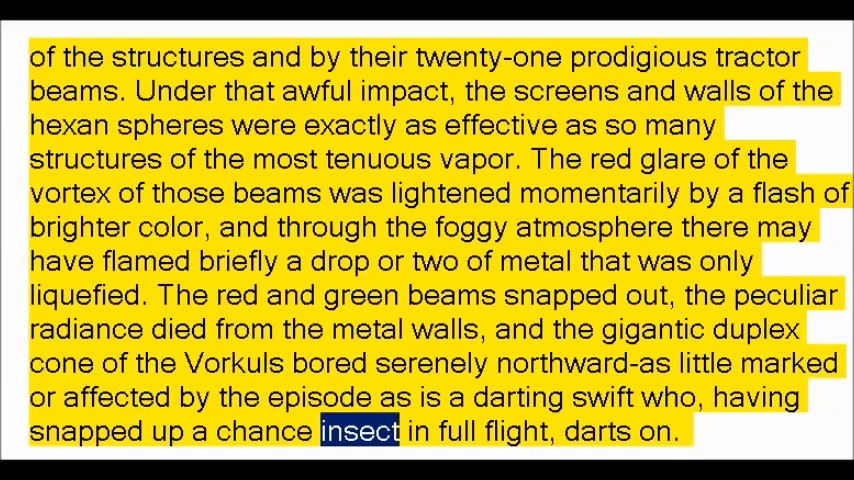 of the structures and by their twenty-one prodigious tractor
beams. Under that awful impact, the screens and walls of the
hexan spheres were exactly as effective as so many
structures of the most tenuous vapor. The red glare of the
vortex of those beams was lightened momentarily by a flash of
brighter color, and through the foggy atmosphere there may
have flamed briefly a drop or two of metal that was only
liquefied. The red and green beams snapped out, the peculiar
radiance died from the metal walls, and the gigantic duplex
cone of the Vorkuls bored serenely northward-as little marked
or affected by the episode as is a darting swift who, having
snapped up a chance insect in full flight, darts on.